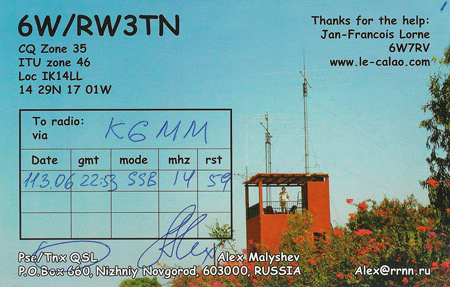 6W/RW3TN
CQ Zone 35
ITU zone 46
Loc IK14LL
14 29N 17 01W
Thanks for the help:
Jan-Francois Lorne
6W7RV
www.le-calao.com
To radio:
via K6MM
Date gmt mode mhz rst
11.3.06 22:53 SSB 14 59
Alex
Psc/Tnx QSL Alex Malyshev
P.O.Box-660, Nizhniy Novgorod, 603000, RUSSIA Alex@rrnn.ru